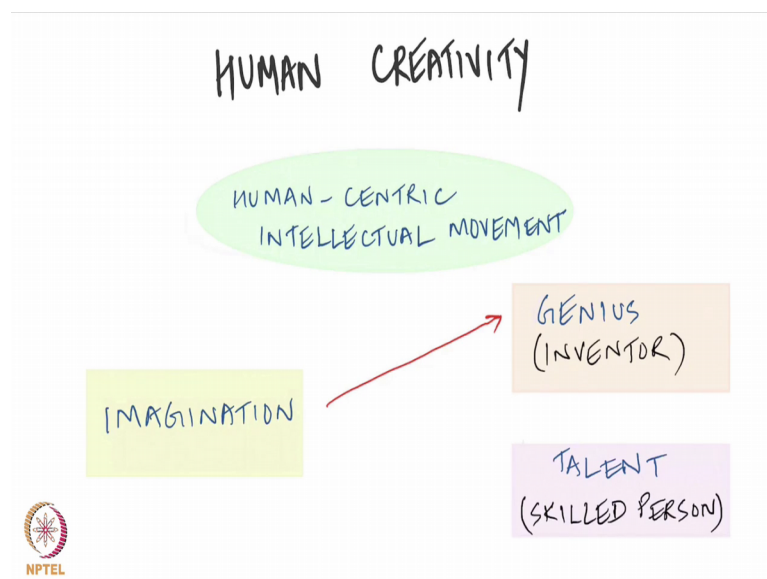 HUMAN CREATIVITY
HUMAN-CENTRIC
INTELLECTUAL MOVEMENT
GENIUS
(INVENTOR)
IMAGINATION
TALENT
(SKILLED PERSON)
NPTEL